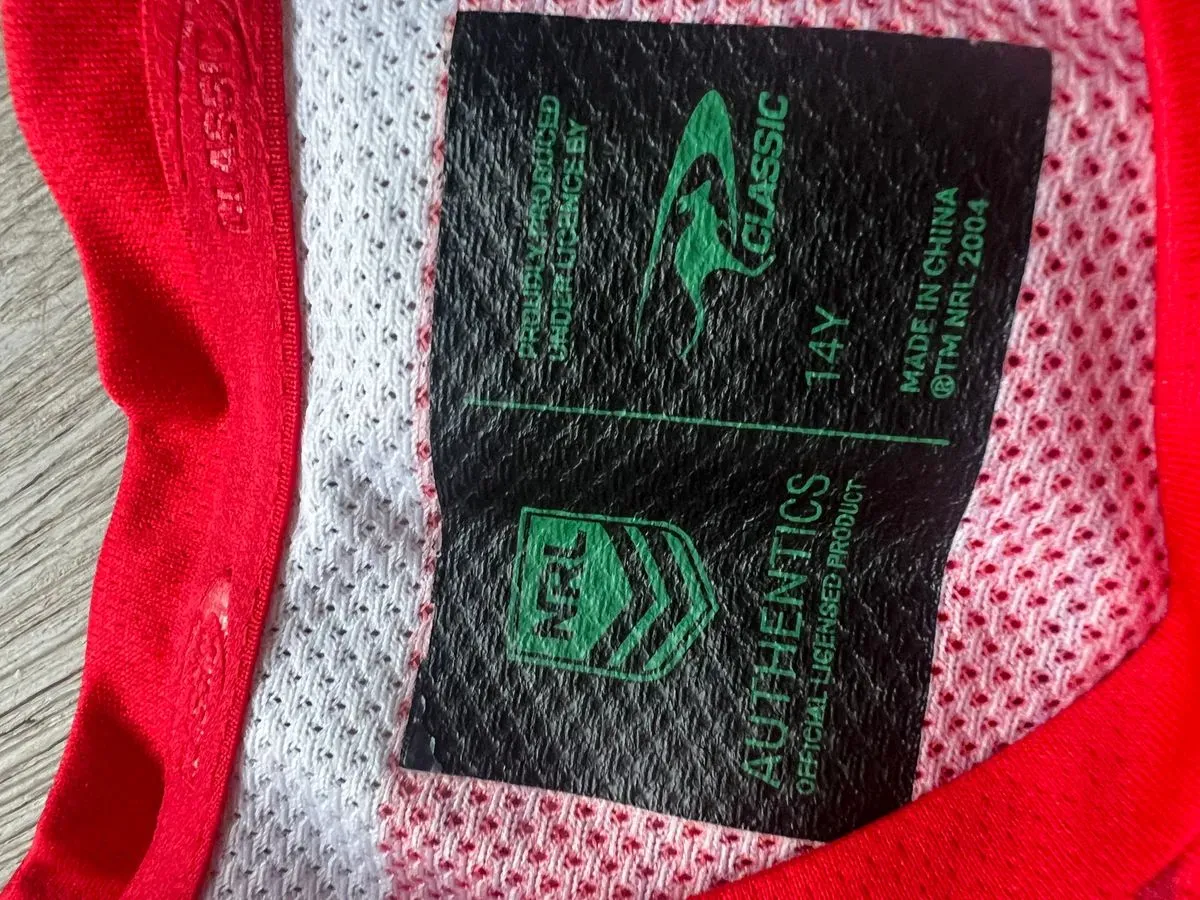 CLASSIC
NRL
AUTHENTICS
OFFICIAL LICENSED PRODUCT
PROUDLY PRODUCED
UNDER LICENCE BY
CLASSIC
14Y
MADE IN CHINA
®TM NRL 2004